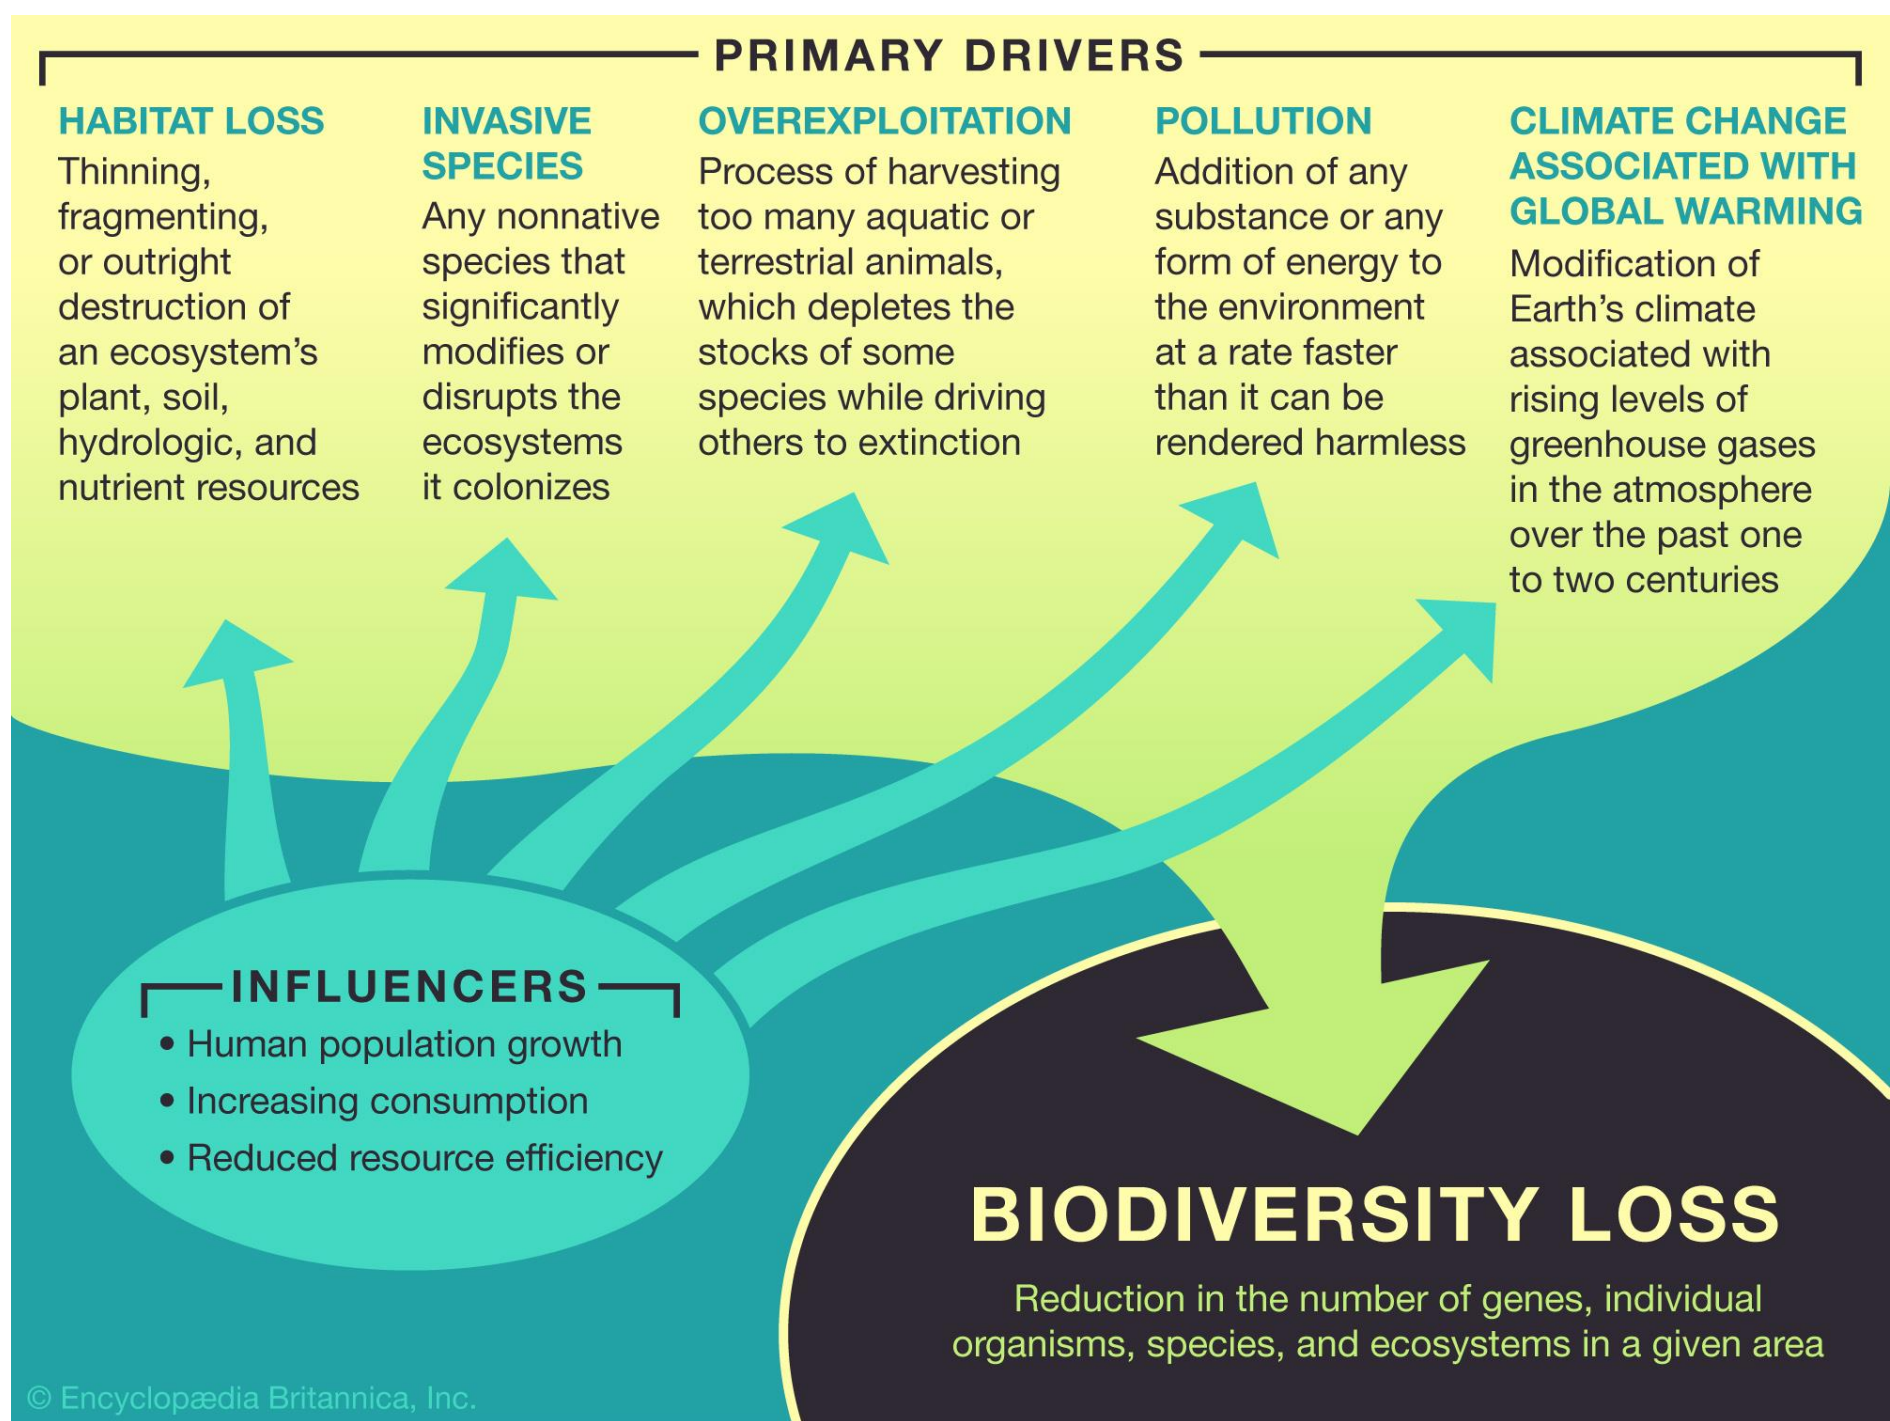 PRIMARY DRIVERS
HABITAT LOSS
Thinning,
fragmenting,
or outright
destruction of
an ecosystem's
plant, soil,
hydrologic, and
nutrient resources
INVASIVE
SPECIES
Any nonnative
species that
significantly
modifies or
disrupts the
ecosystems
it colonizes
OVEREXPLOITATION
Process of harvesting
too many aquatic or
terrestrial animals,
which depletes the
stocks of some
species while driving
others to extinction
POLLUTION
Addition of any
substance or any
form of energy to
the environment
at a rate faster
than it can be
rendered harmless
CLIMATE CHANGE
ASSOCIATED WITH
GLOBAL WARMING
Modification of
Earth's climate
associated with
rising levels of
greenhouse gases
in the atmosphere
over the past one
to two centuries
INFLUENCERS
• Human population growth
• Increasing consumption
• Reduced resource efficiency
BIODIVERSITY LOSS
Reduction in the number of genes, individual
organisms, species, and ecosystems in a given area
© Encyclopædia Britannica, Inc.